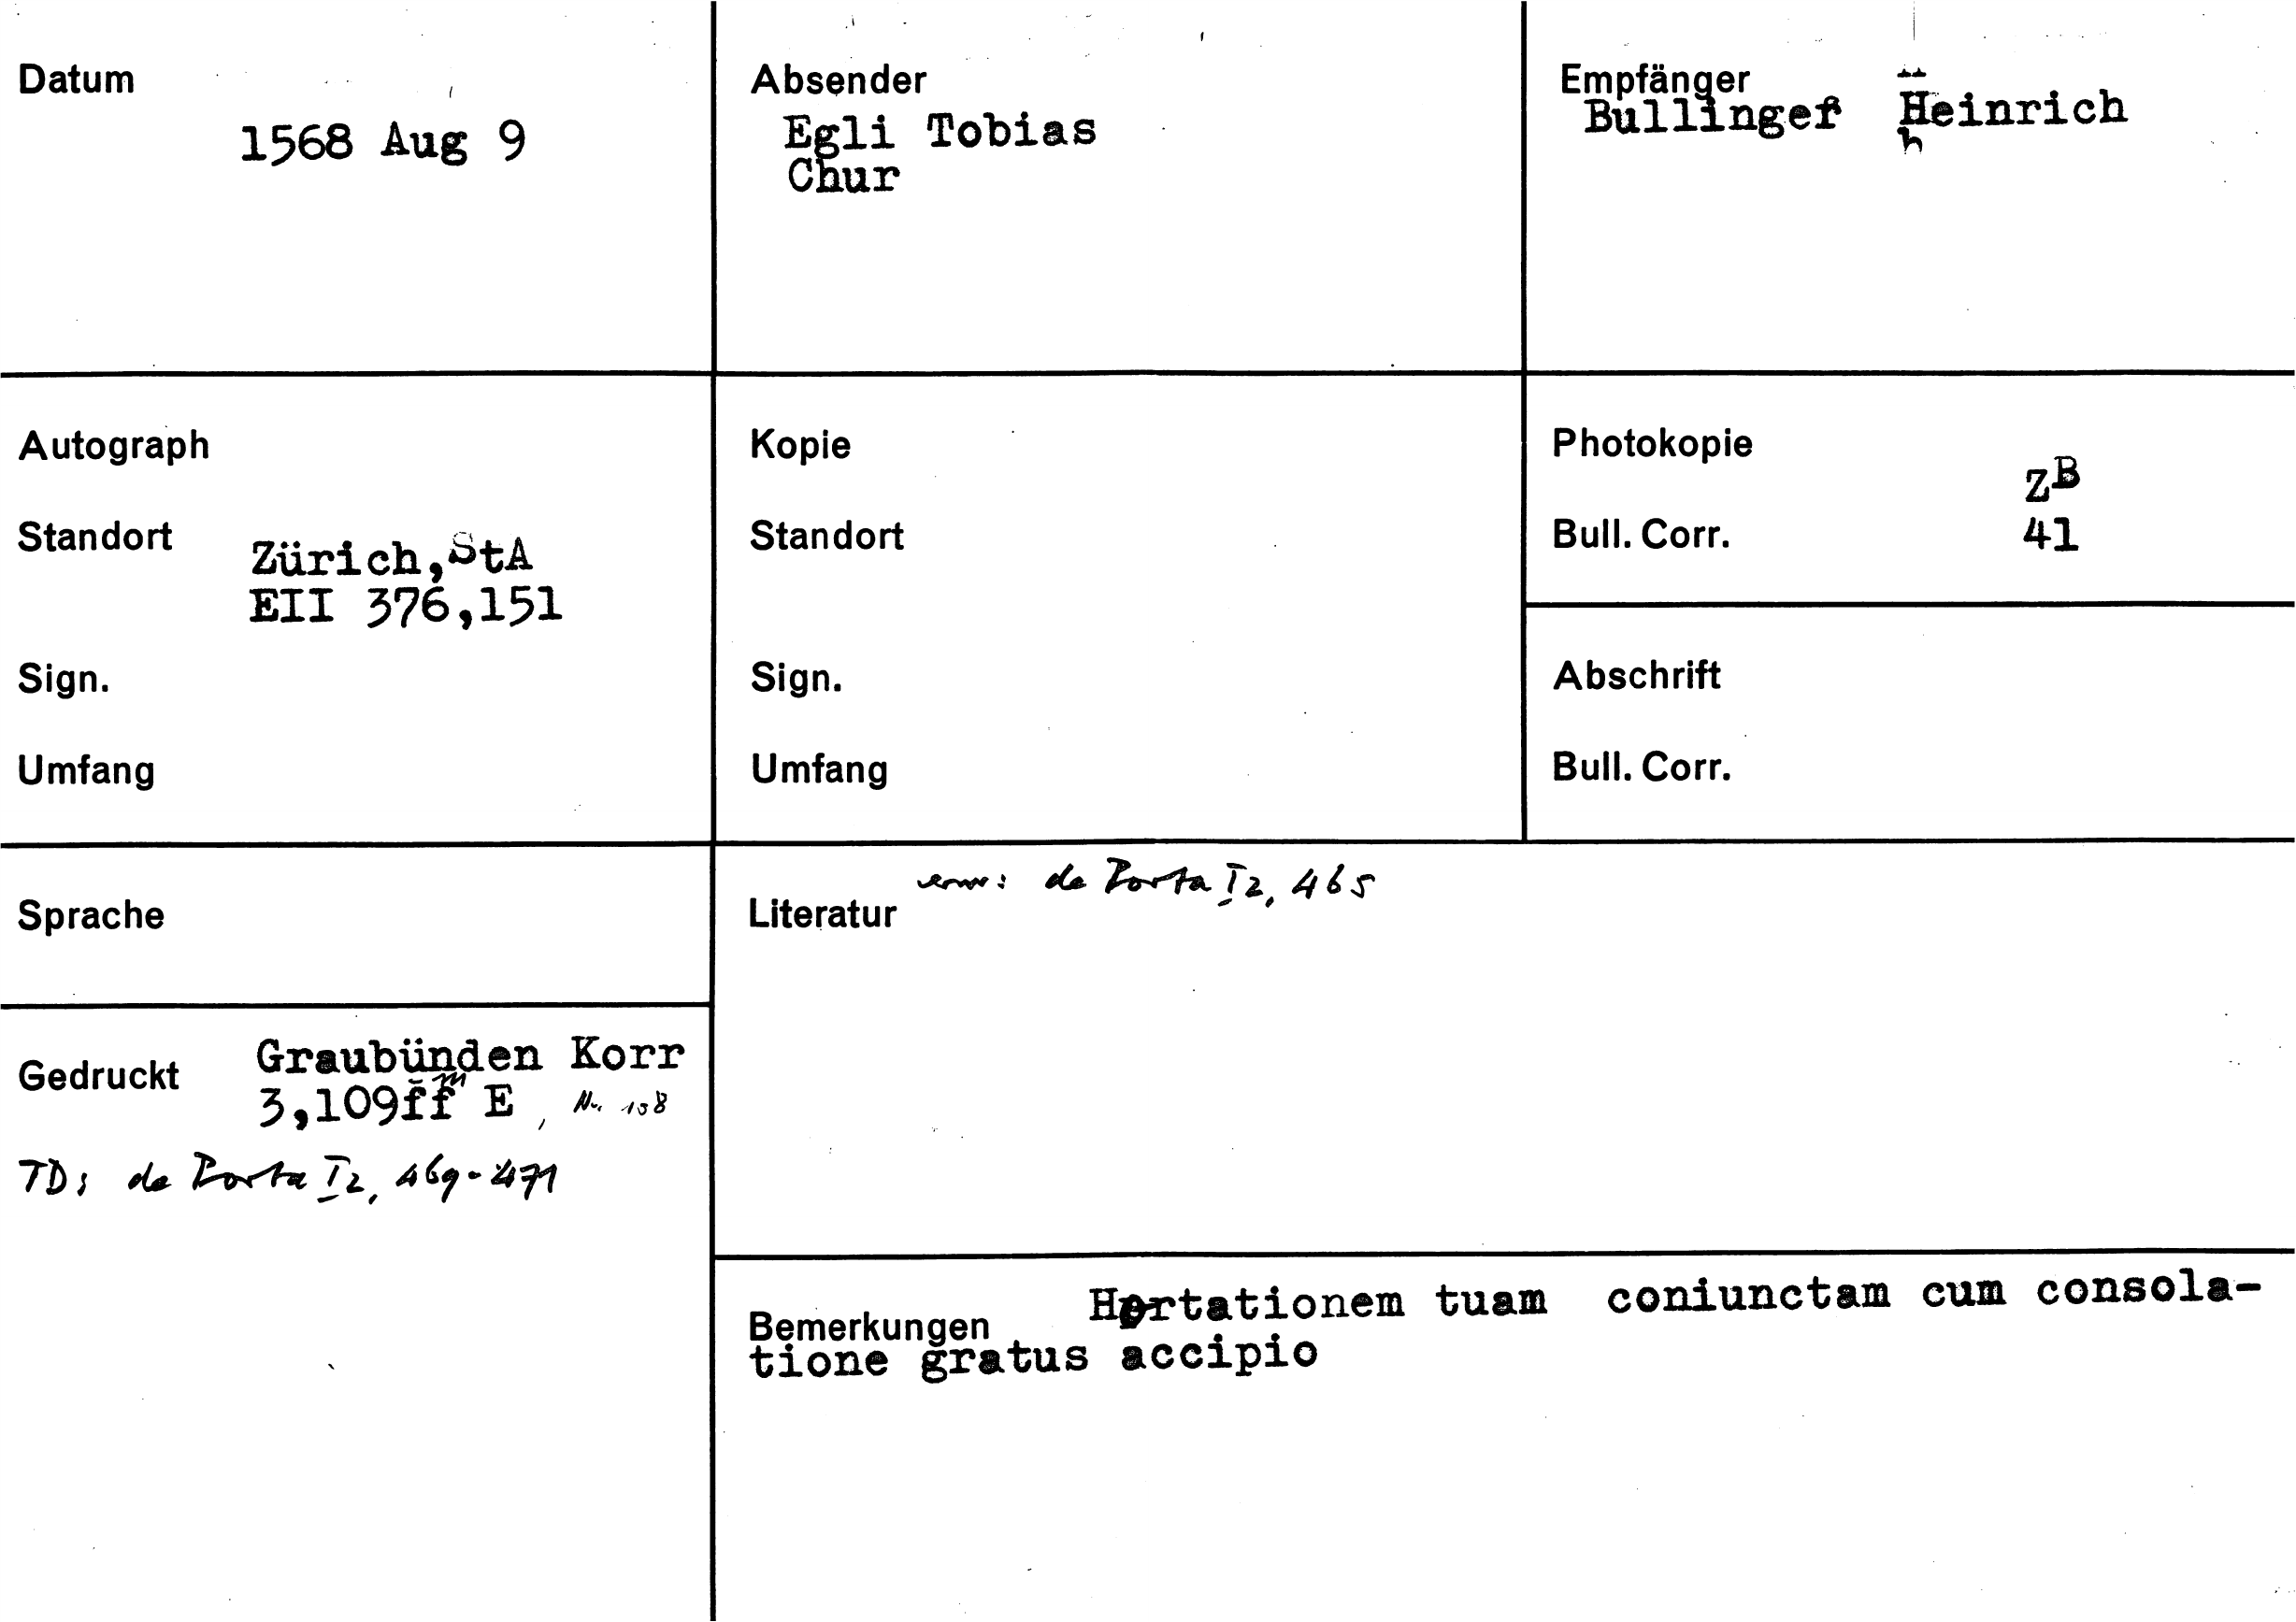 Datum
1568 Aug 9
Absender
Egli Tobias
Chur
Empfänger
Bullinger Heinrich
Autograph
Standort
Zürich, StA
EII 376,151
Sign.
Umfang
Kopie
Standort
Sign.
Umfang
Photokopie
ZB
Bull. Corr.
41
Abschrift
Bull. Corr.
Sprache
Gedruckt
Graubünden Korr
3,109ff E, Nr. 108
TD: de Porta I2, 469-471
Literatur
erw: de Porta I2, 465
Bemerkungen
Hortationem tuam coniunctam cum consola-
tione gratus accipio